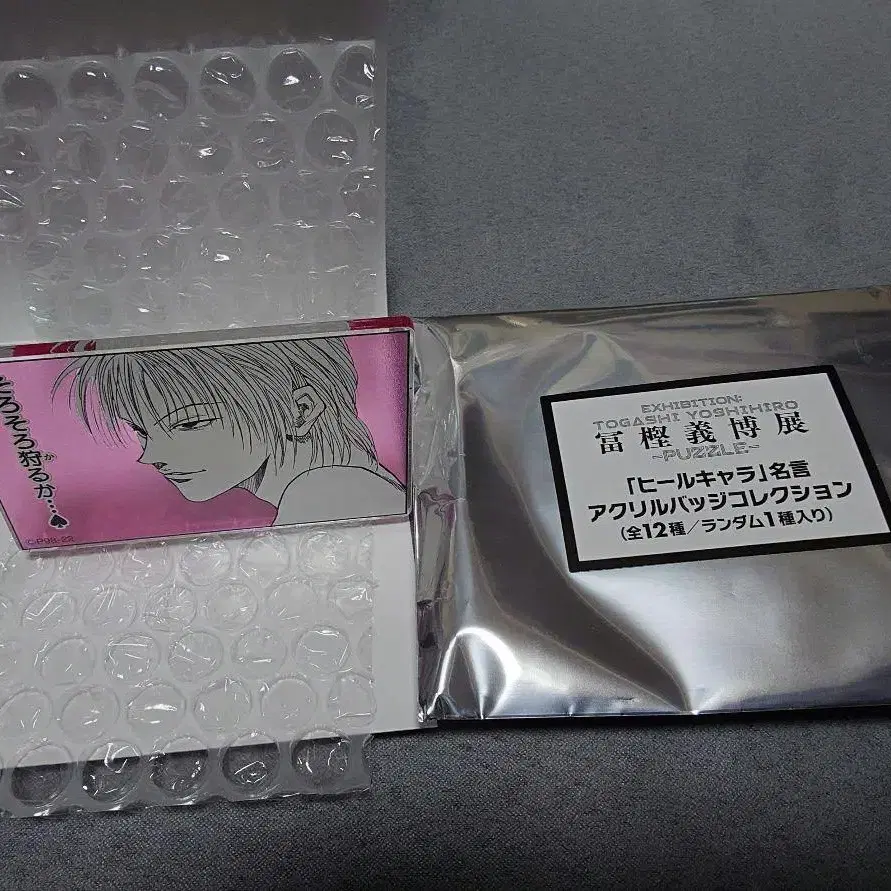 そろそろ狩るか…♠
か
©P98-22
EXHIBITION:
TOGASHI YOSHIHIRO
冨樫義博展
-PUZZLE-
「ヒールキャラ」名言
アクリルバッジコレクション
(全12種/ランダム1種入り)